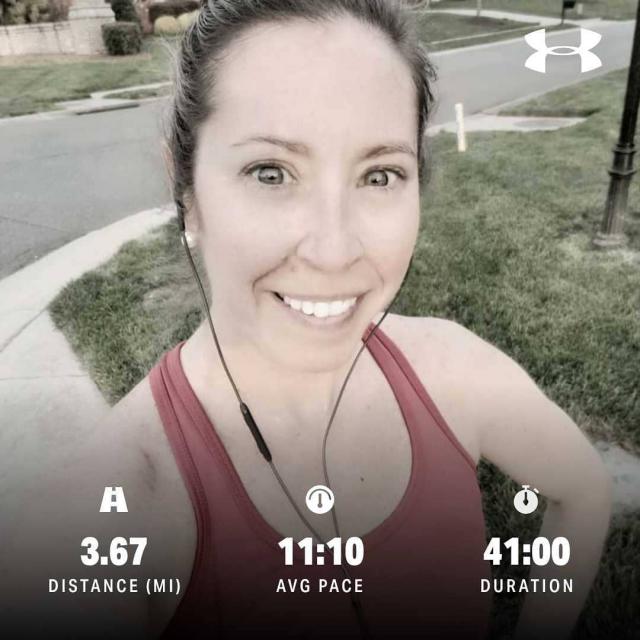 3.67
DISTANCE (MI)
11:10
AVG PACE
41:00
DURATION